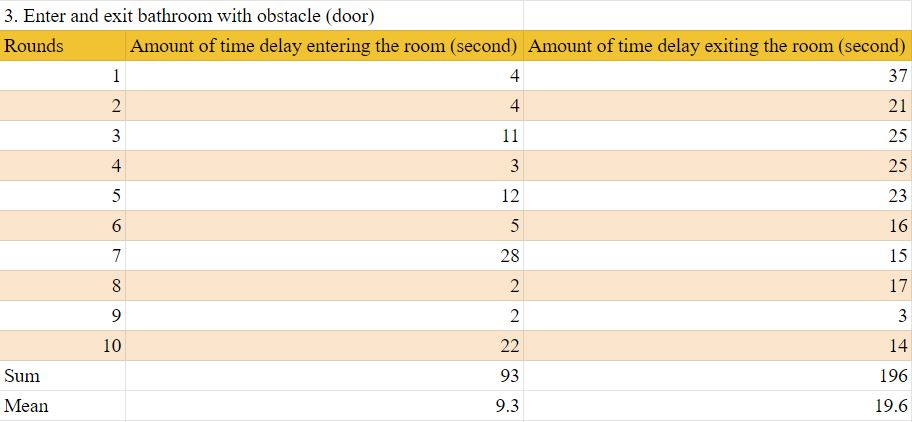 3. Enter and exit bathroom with obstacle (door)
Rounds Amount of time delay entering the room (second) Amount of time delay exiting the room (second)
1 4 37
2 4 21
3 11 25
4 3 25
5 12 23
6 5 16
7 28 15
8 2 17
9 2 3
10 22 14
Sum 93 196
Mean 9.3 19.6